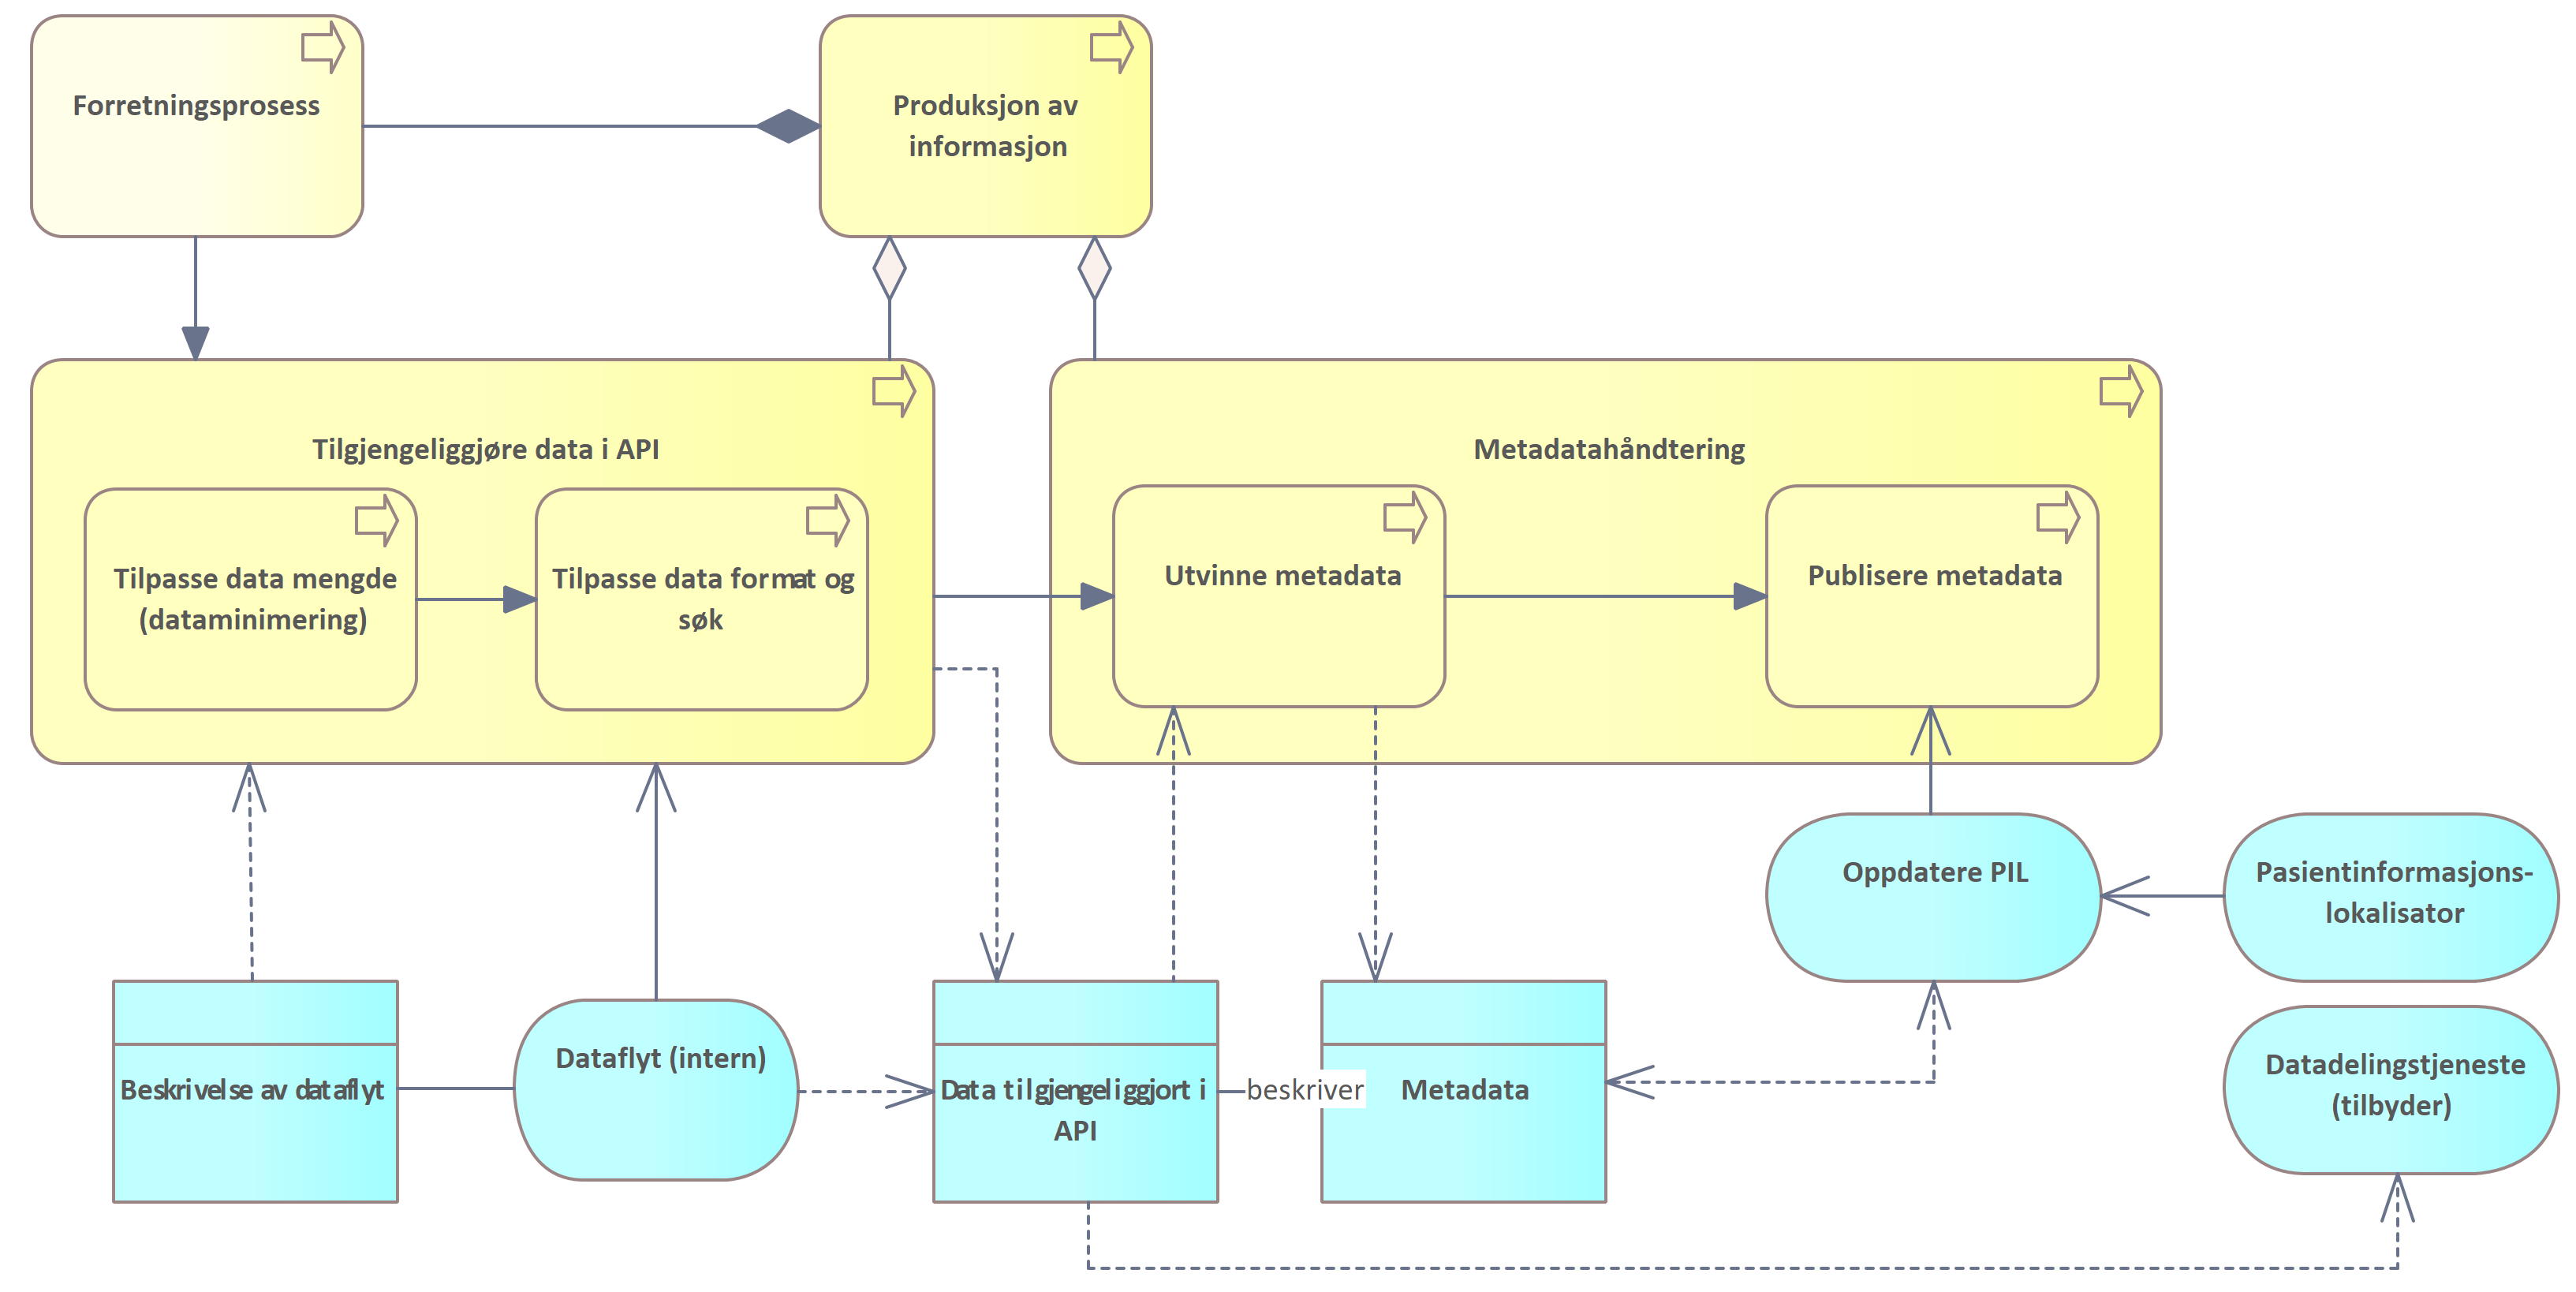 Forretningsprosess
Produksjon av
informasjon
Tilgjengeliggjøre data i API
Metadatahåndtering
Tilpasse data mengde
(dataminimering)
Tilpasse data format og
søk
Utvinne metadata
Publisere metadata
Oppdatere PIL
Pasientinformasjons-
lokalisator
Beskrivelse av dataflyt
Dataflyt (intern)
Data tilgjengeliggjort i
API
beskriver
Metadata
Datadelingstjeneste
(tilbyder)